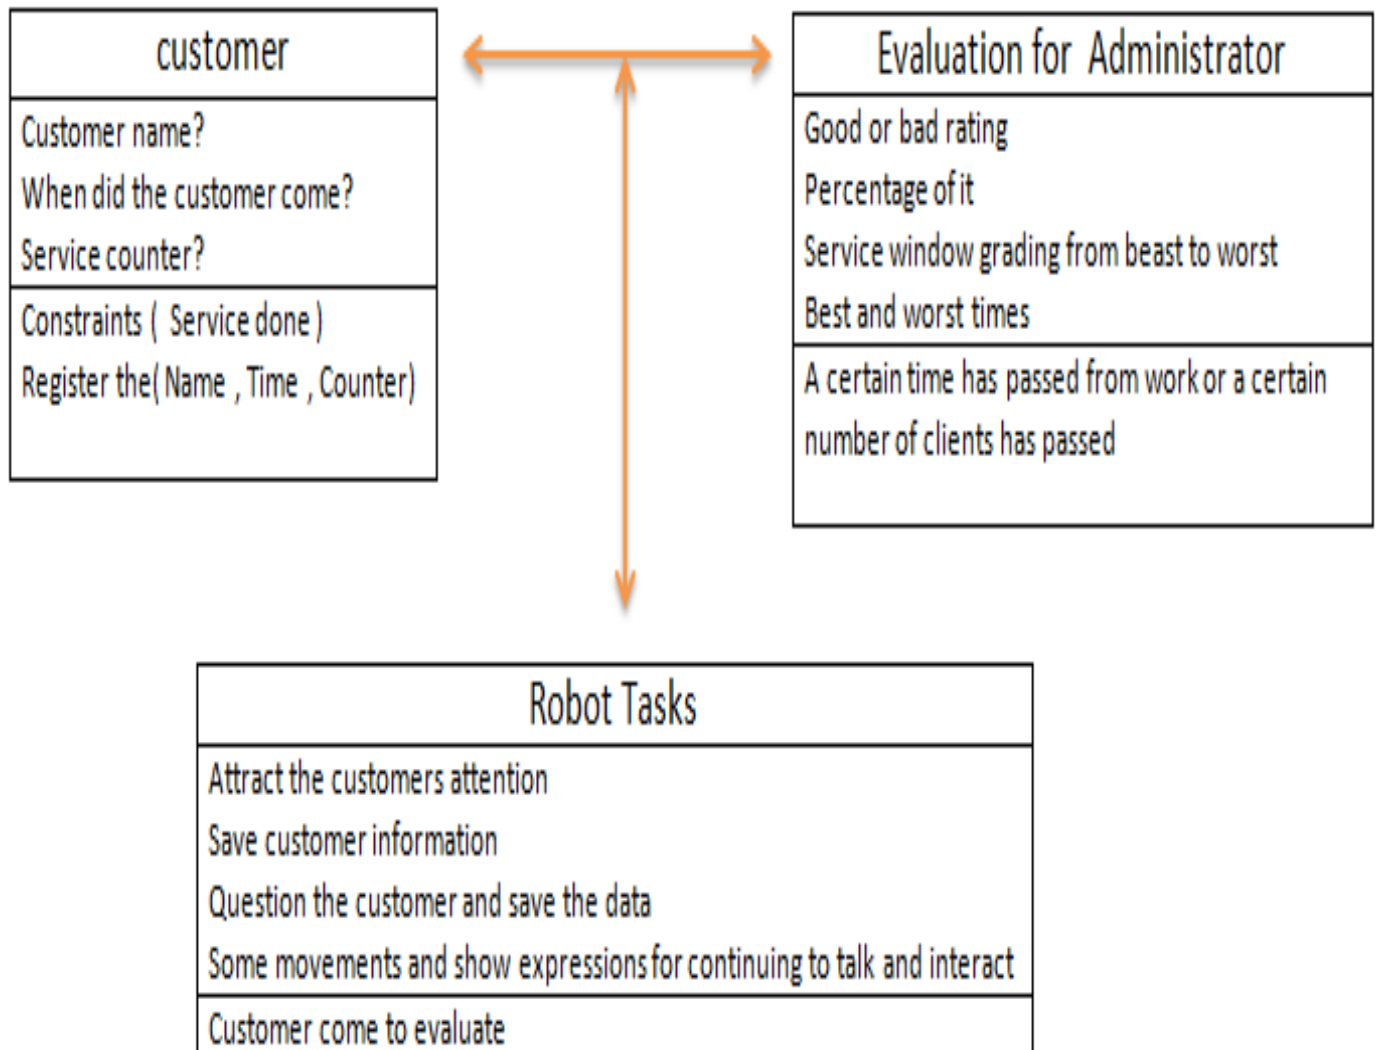 customer
Customer name?
When did the customer come?
Service counter?
Constraints ( Service done )
Register the( Name , Time , Counter)
Evaluation for Administrator
Good or bad rating
Percentage of it
Service window grading from beast to worst
Best and worst times
A certain time has passed from work or a certain
number of clients has passed
Robot Tasks
Attract the customers attention
Save customer information
Question the customer and save the data
Some movements and show expressions for continuing to talk and interact
Customer come to evaluate